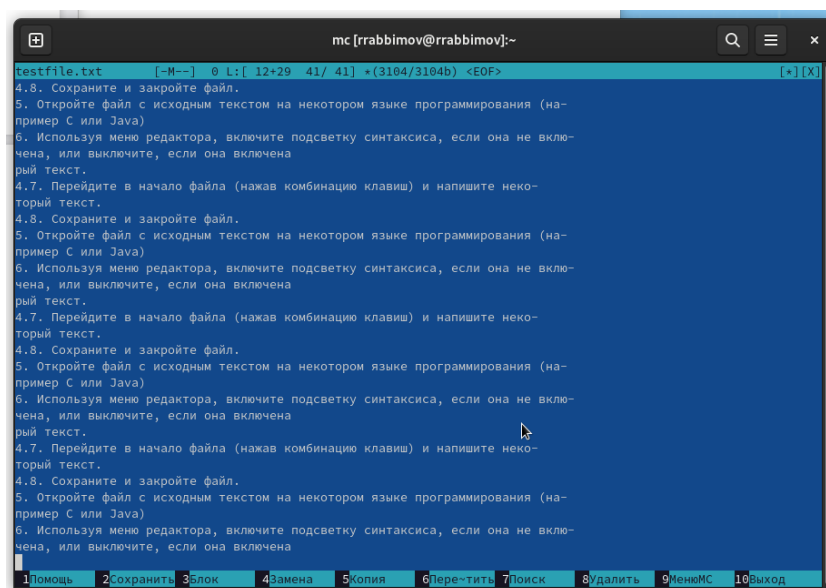 mc [rrabbimov@rrabbimov]:~
testfile.txt [-M--] 0 L:[ 12+29 41/ 41] *(3104/3104b) <EOF> [*][X]
4.8. Сохраните и закройте файл.
5. Откройте файл с исходным текстом на некотором языке программирования (на-
пример C или Java)
6. Используя меню редактора, включите подсветку синтаксиса, если она не вклю-
чена, или выключите, если она включена
рый текст.
4.7. Перейдите в начало файла (нажав комбинацию клавиш) и напишите неко-
торый текст.
4.8. Сохраните и закройте файл.
5. Откройте файл с исходным текстом на некотором языке программирования (на-
пример C или Java)
6. Используя меню редактора, включите подсветку синтаксиса, если она не вклю-
чена, или выключите, если она включена
рый текст.
4.7. Перейдите в начало файла (нажав комбинацию клавиш) и напишите неко-
торый текст.
4.8. Сохраните и закройте файл.
5. Откройте файл с исходным текстом на некотором языке программирования (на-
пример C или Java)
6. Используя меню редактора, включите подсветку синтаксиса, если она не вклю-
чена, или выключите, если она включена
рый текст.
4.7. Перейдите в начало файла (нажав комбинацию клавиш) и напишите неко-
торый текст.
4.8. Сохраните и закройте файл.
5. Откройте файл с исходным текстом на некотором языке программирования (на-
пример C или Java)
6. Используя меню редактора, включите подсветку синтаксиса, если она не вклю-
чена, или выключите, если она включена
1Помощь 2Сохранить 3Блок 4Замена 5Копия 6Пере~тить 7Поиск 8Удалить 9МенюMC 10Выход